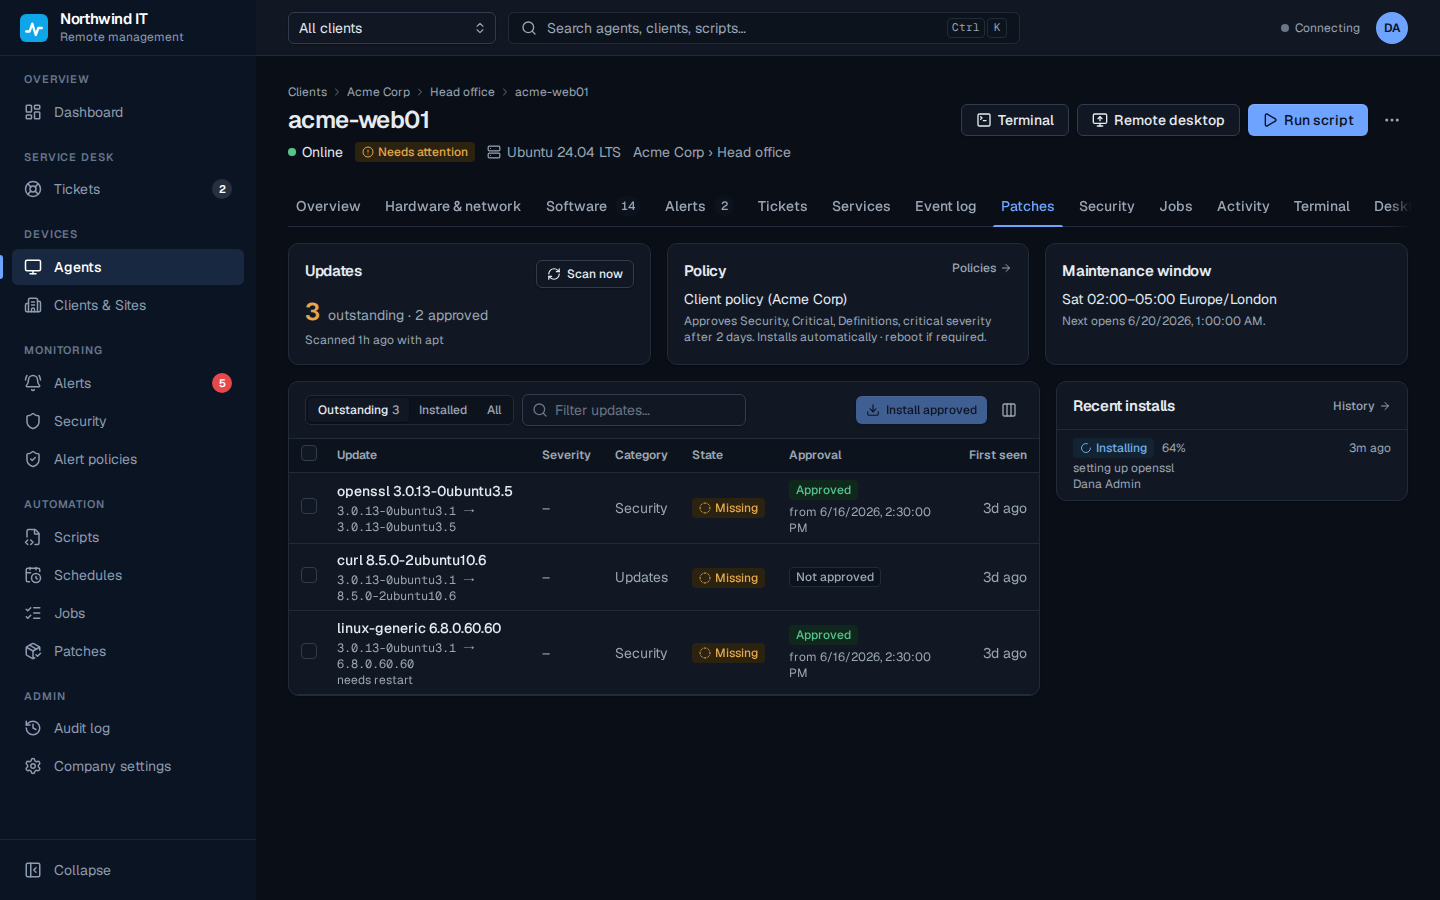 Northwind IT
Remote management
All clients
Search agents, clients, scripts...
Ctrl K
Connecting
DA
OVERVIEW
Dashboard
SERVICE DESK
Tickets 2
DEVICES
Agents
Clients & Sites
MONITORING
Alerts 5
Security
Alert policies
AUTOMATION
Scripts
Schedules
Jobs
Patches
ADMIN
Audit log
Company settings
Collapse
Clients > Acme Corp > Head office > acme-web01
acme-web01
Terminal
Remote desktop
Run script
Online
Needs attention
Ubuntu 24.04 LTS
Acme Corp › Head office
Overview
Hardware & network
Software 14
Alerts 2
Tickets
Services
Event log
Patches
Security
Jobs
Activity
Terminal
Desk
Updates
Scan now
3 outstanding · 2 approved
Scanned 1h ago with apt
Policy
Policies →
Client policy (Acme Corp)
Approves Security, Critical, Definitions, critical severity
after 2 days. Installs automatically · reboot if required.
Maintenance window
Sat 02:00–05:00 Europe/London
Next opens 6/20/2026, 1:00:00 AM.
Outstanding 3
Installed
All
Filter updates...
Install approved
Update Severity Category State Approval First seen
openssl 3.0.13-0ubuntu3.5
3.0.13-0ubuntu3.1 →
3.0.13-0ubuntu3.5
–
Security
Missing
Approved
from 6/16/2026, 2:30:00
PM
3d ago
curl 8.5.0-2ubuntu10.6
3.0.13-0ubuntu3.1 →
8.5.0-2ubuntu10.6
–
Updates
Missing
Not approved
3d ago
linux-generic 6.8.0.60.60
3.0.13-0ubuntu3.1 →
6.8.0.60.60
needs restart
–
Security
Missing
Approved
from 6/16/2026, 2:30:00
PM
3d ago
Recent installs
History →
Installing 64%
3m ago
setting up openssl
Dana Admin